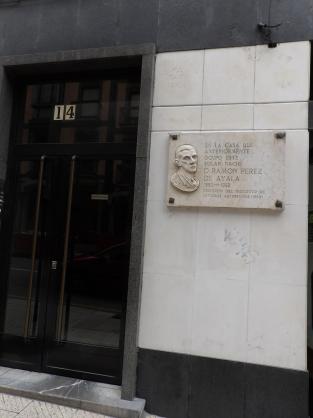 14
EN LA CASA QUE
ANTERIORMENTE
OCUPO ESTE
SOLAR NACIO
D. RAMON PEREZ
DE AYALA
1880 - 1962